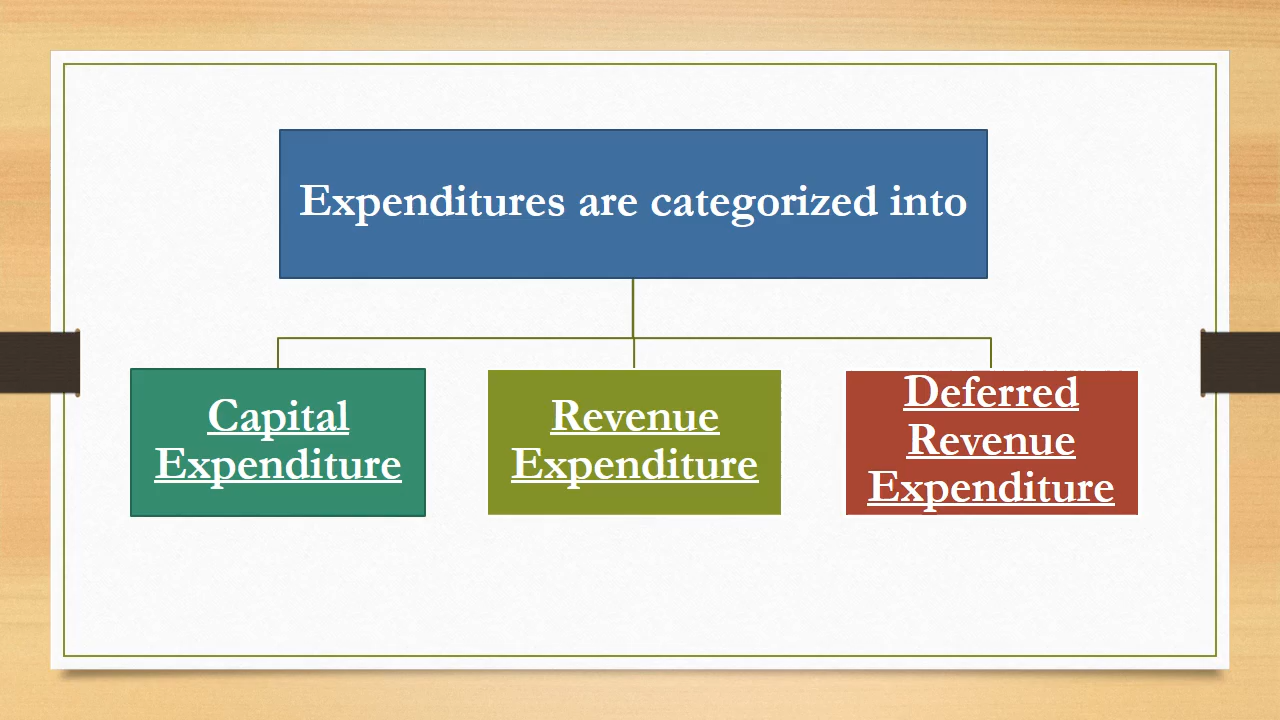 Expenditures are categorized into
Capital
Expenditure
Revenue
Expenditure
Deferred
Revenue
Expenditure